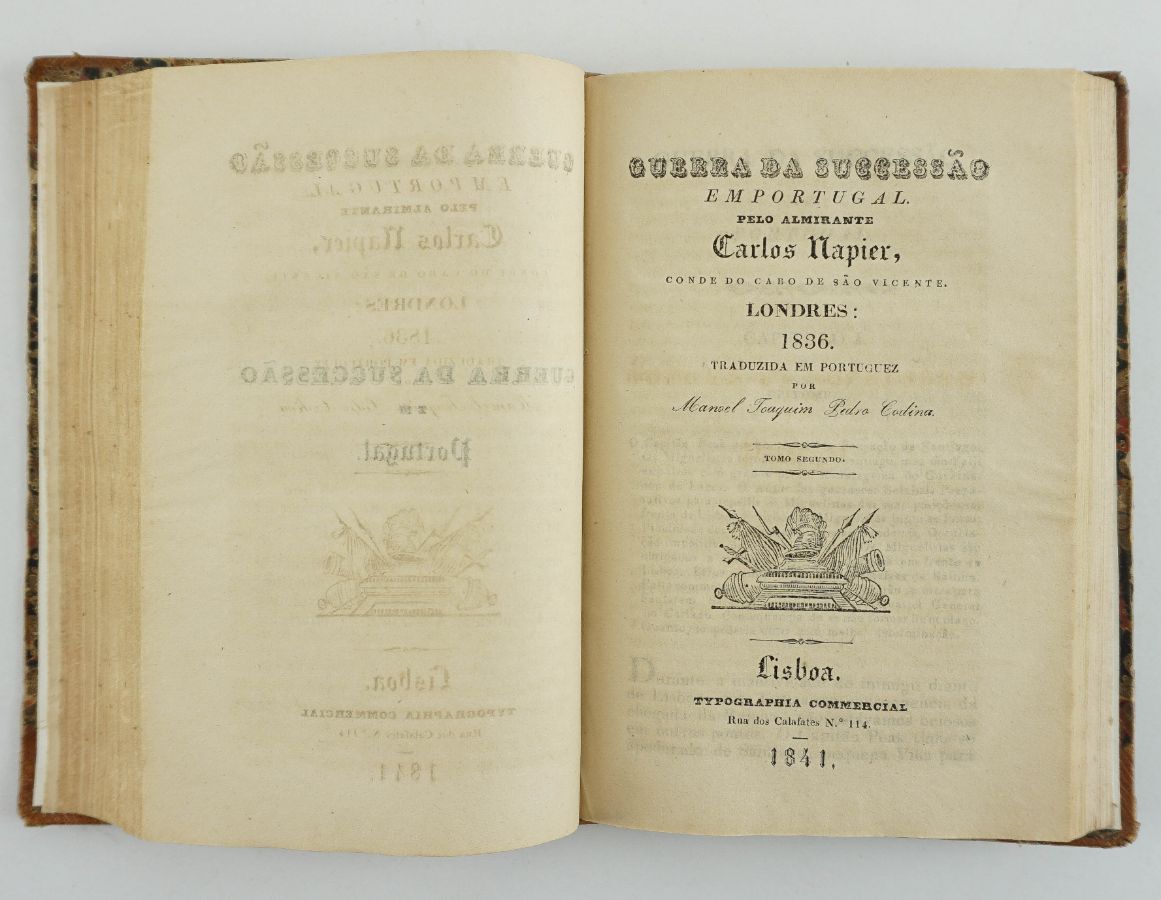 GUERRA DA SUCCESSÃO
EM PORTUGAL.
PELO ALMIRANTE
Carlos Napier,
CONDE DO CABO DE SÃO VICENTE.
LONDRES:
1836.
TRADUZIDA EM PORTUGUEZ
POR
Manoel Joaquim Pedro Codina.
TOMO SEGUNDO.
Lisboa.
TYPOGRAPHIA COMMERCIAL
Rua dos Calafates N.º 114.
1841.